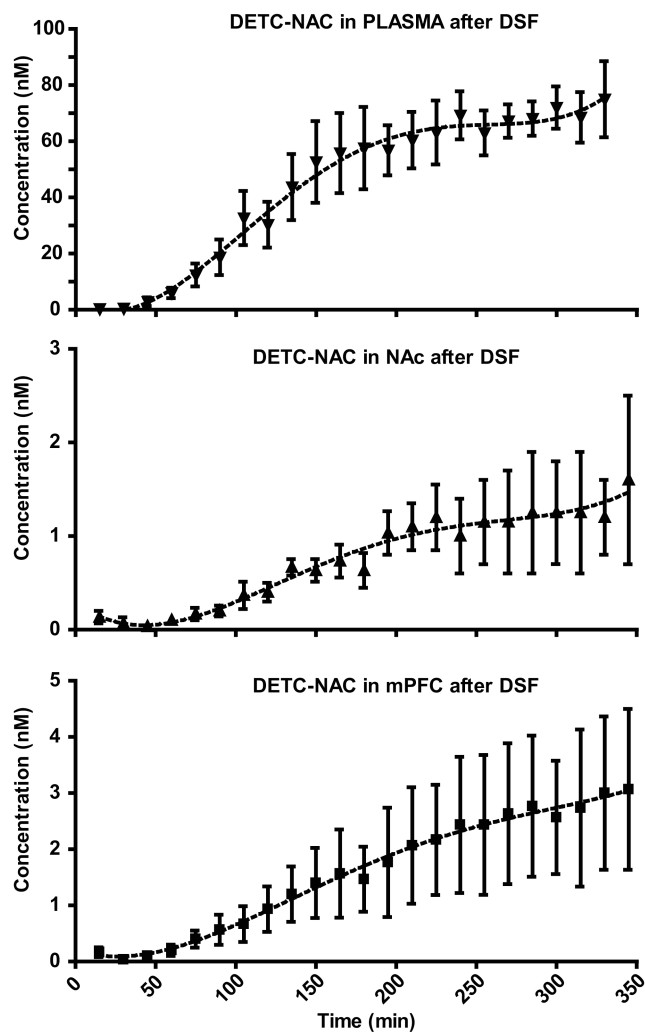 DETC-NAC in PLASMA after DSF
100
80
60
40
20
0
Concentration (nM)
DETC-NAC in NAc after DSF
3
2
1
0
Concentration (nM)
DETC-NAC in mPFC after DSF
5
4
3
2
1
0
Concentration (nM)
0 50 100 150 200 250 300 350
Time (min)